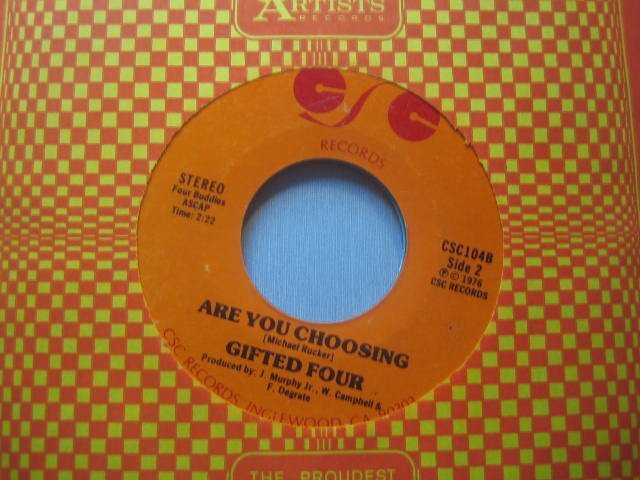 ARTISTS
RECORDS
CSC
RECORDS
STEREO
Four Buddies
ASCAP
Time: 2:22
CSC104B
Side 2
Ⓟ © 1976
CSC RECORDS
ARE YOU CHOOSING
[Michael Rucker]
GIFTED FOUR
Produced by: J. Murphy Jr., W. Campbell &
F. Degrate
CSC RECORDS, INGLEWOOD, CA 90303
THE PROUDEST